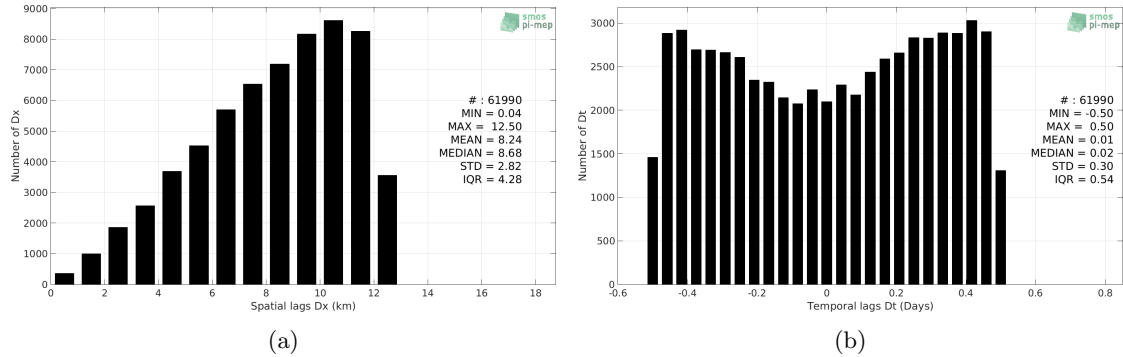 smos
pi-mep
9000
8000
7000
6000
5000
4000
3000
2000
1000
0
Number of Dx
# : 61990
MIN = 0.04
MAX = 12.50
MEAN = 8.24
MEDIAN = 8.68
STD = 2.82
IQR = 4.28
0 2 4 6 8 10 12 14 16 18
Spatial lags Dx (km)
(a)
smos
pi-mep
3000
2500
2000
1500
1000
500
0
Number of Dt
# : 61990
MIN = -0.50
MAX = 0.50
MEAN = 0.01
MEDIAN = 0.02
STD = 0.30
IQR = 0.54
-0.6 -0.4 -0.2 0 0.2 0.4 0.6 0.8
Temporal lags Dt (Days)
(b)